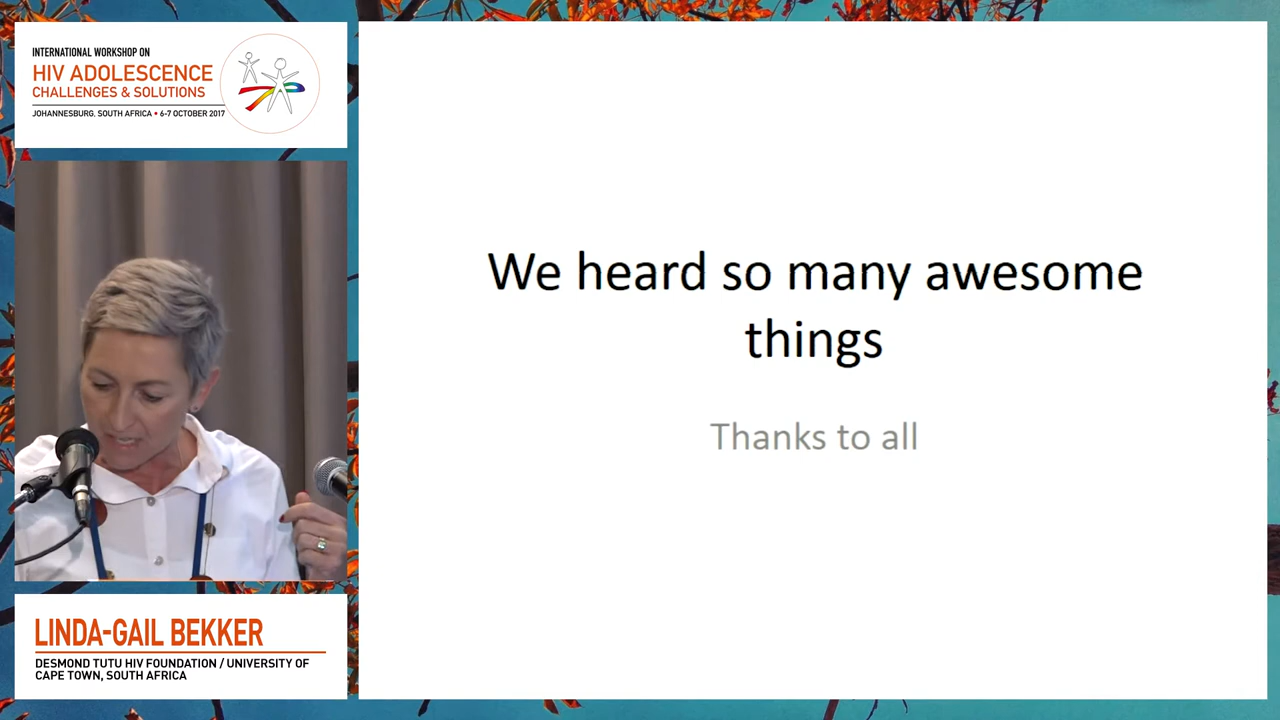 INTERNATIONAL WORKSHOP ON
HIV ADOLESCENCE
CHALLENGES & SOLUTIONS
JOHANNESBURG, SOUTH AFRICA • 6-7 OCTOBER 2017
We heard so many awesome
things
Thanks to all
LINDA-GAIL BEKKER
DESMOND TUTU HIV FOUNDATION / UNIVERSITY OF
CAPE TOWN, SOUTH AFRICA